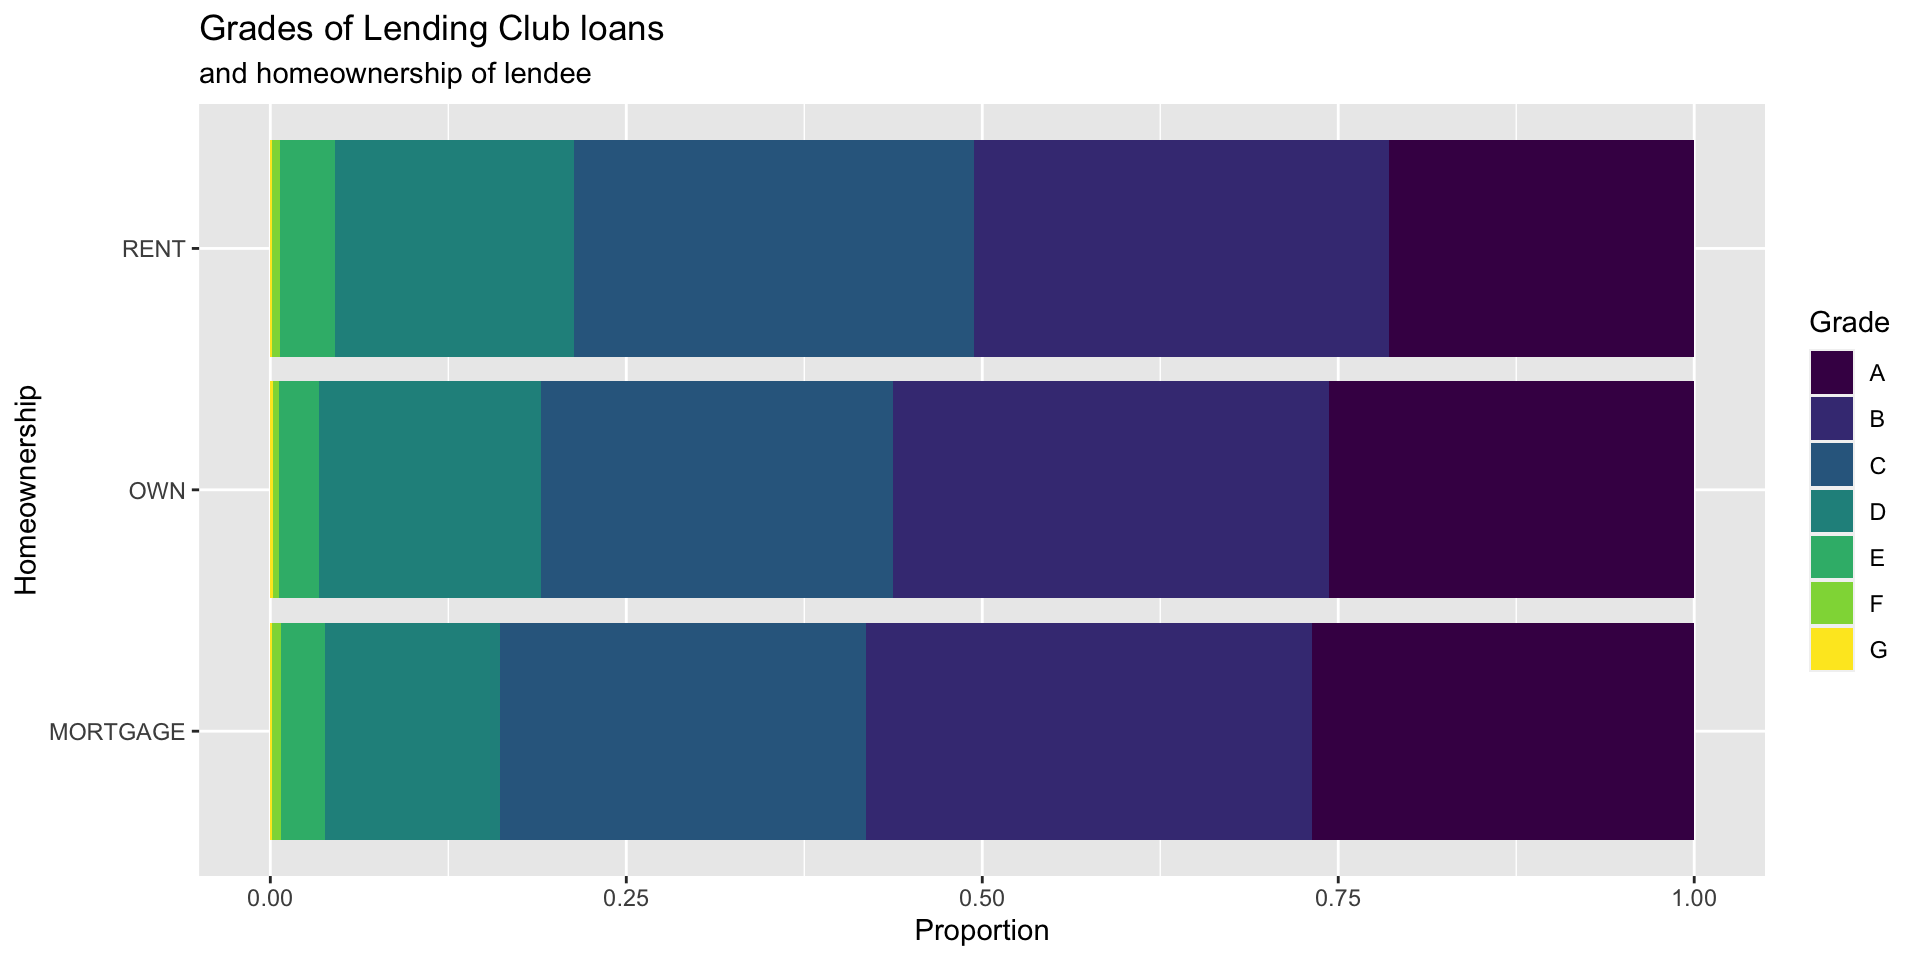 Grades of Lending Club loans
and homeownership of lendee
Homeownership
RENT
OWN
MORTGAGE
0.00 0.25 0.50 0.75 1.00
Proportion
Grade
A
B
C
D
E
F
G